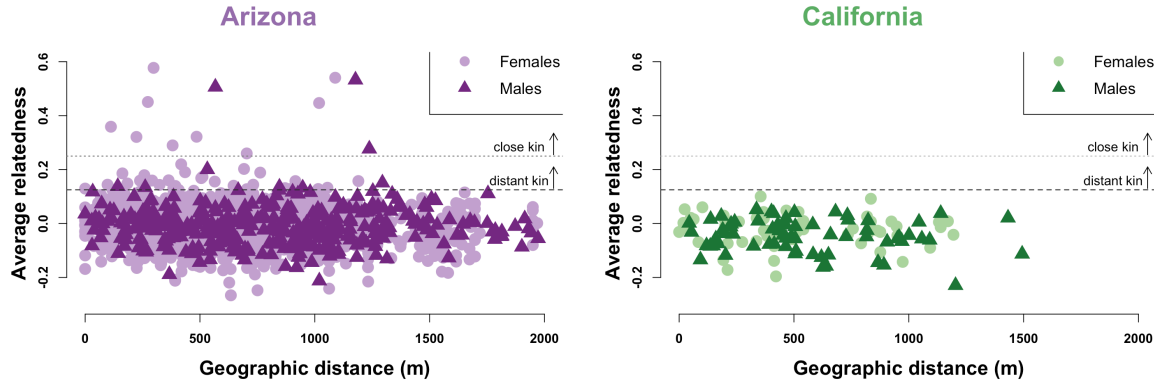 Arizona
California
Average relatedness
0.6
0.4
0.2
0.0
-0.2
Females
Males
close kin
distant kin
0
500
1000
1500
2000
Geographic distance (m)
Average relatedness
0.6
0.4
0.2
0.0
-0.2
Females
Males
close kin
distant kin
0
500
1000
1500
2000
Geographic distance (m)